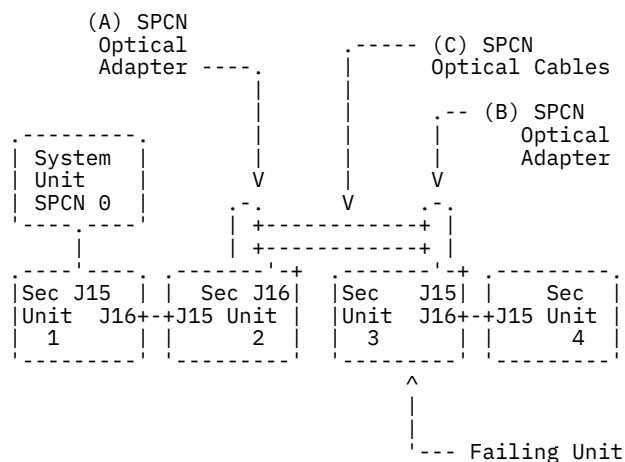 (A) SPCN
Optical
Adapter
(C) SPCN
Optical Cables
(B) SPCN
Optical
Adapter
System
Unit
SPCN 0
Sec J15
Unit J16
1
Sec J16
J15 Unit
2
Sec J15
Unit J16
3
Sec
J15 Unit
4
V V V
Failing Unit